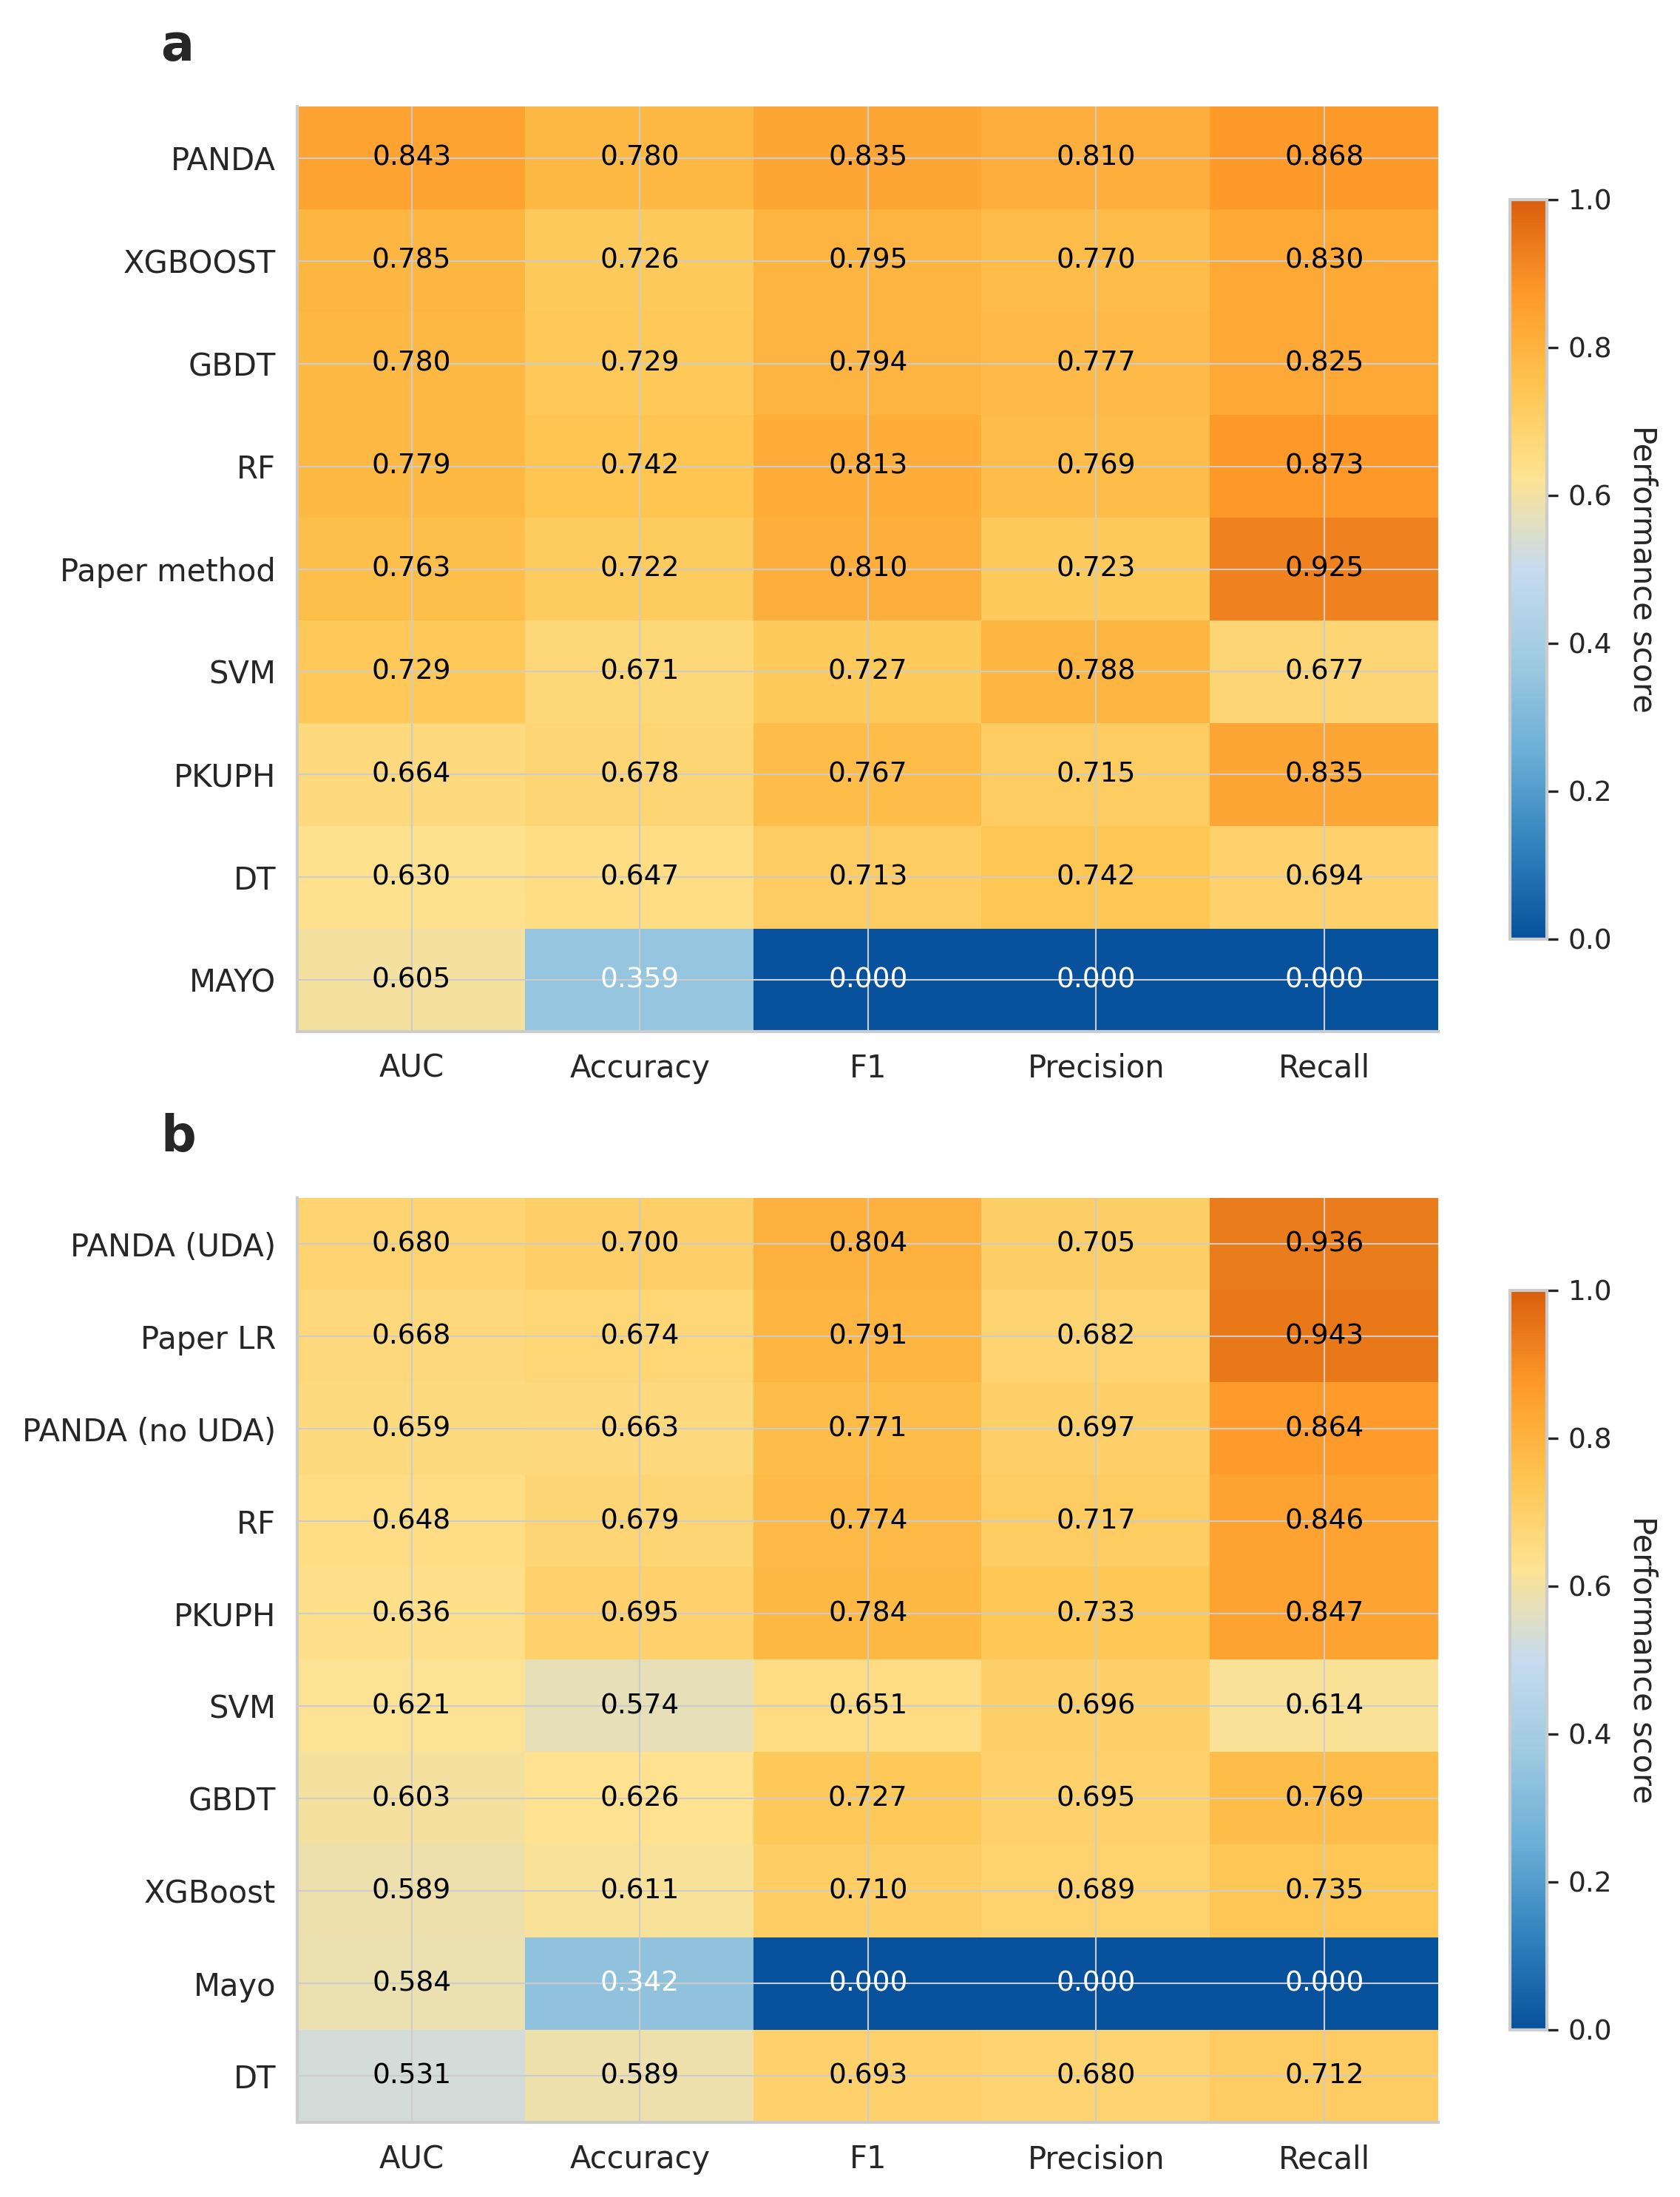 a
PANDA 0.843 0.780 0.835 0.810 0.868
XGBOOST 0.785 0.726 0.795 0.770 0.830
GBDT 0.780 0.729 0.794 0.777 0.825
RF 0.779 0.742 0.813 0.769 0.873
Paper method 0.763 0.722 0.810 0.723 0.925
SVM 0.729 0.671 0.727 0.788 0.677
PKUPH 0.664 0.678 0.767 0.715 0.835
DT 0.630 0.647 0.713 0.742 0.694
MAYO 0.605 0.359 0.000 0.000 0.000
AUC Accuracy F1 Precision Recall
1.0
0.8
0.6
0.4
0.2
0.0
Performance score
b
PANDA (UDA) 0.680 0.700 0.804 0.705 0.936
Paper LR 0.668 0.674 0.791 0.682 0.943
PANDA (no UDA) 0.659 0.663 0.771 0.697 0.864
RF 0.648 0.679 0.774 0.717 0.846
PKUPH 0.636 0.695 0.784 0.733 0.847
SVM 0.621 0.574 0.651 0.696 0.614
GBDT 0.603 0.626 0.727 0.695 0.769
XGBoost 0.589 0.611 0.710 0.689 0.735
Mayo 0.584 0.342 0.000 0.000 0.000
DT 0.531 0.589 0.693 0.680 0.712
AUC Accuracy F1 Precision Recall
1.0
0.8
0.6
0.4
0.2
0.0
Performance score